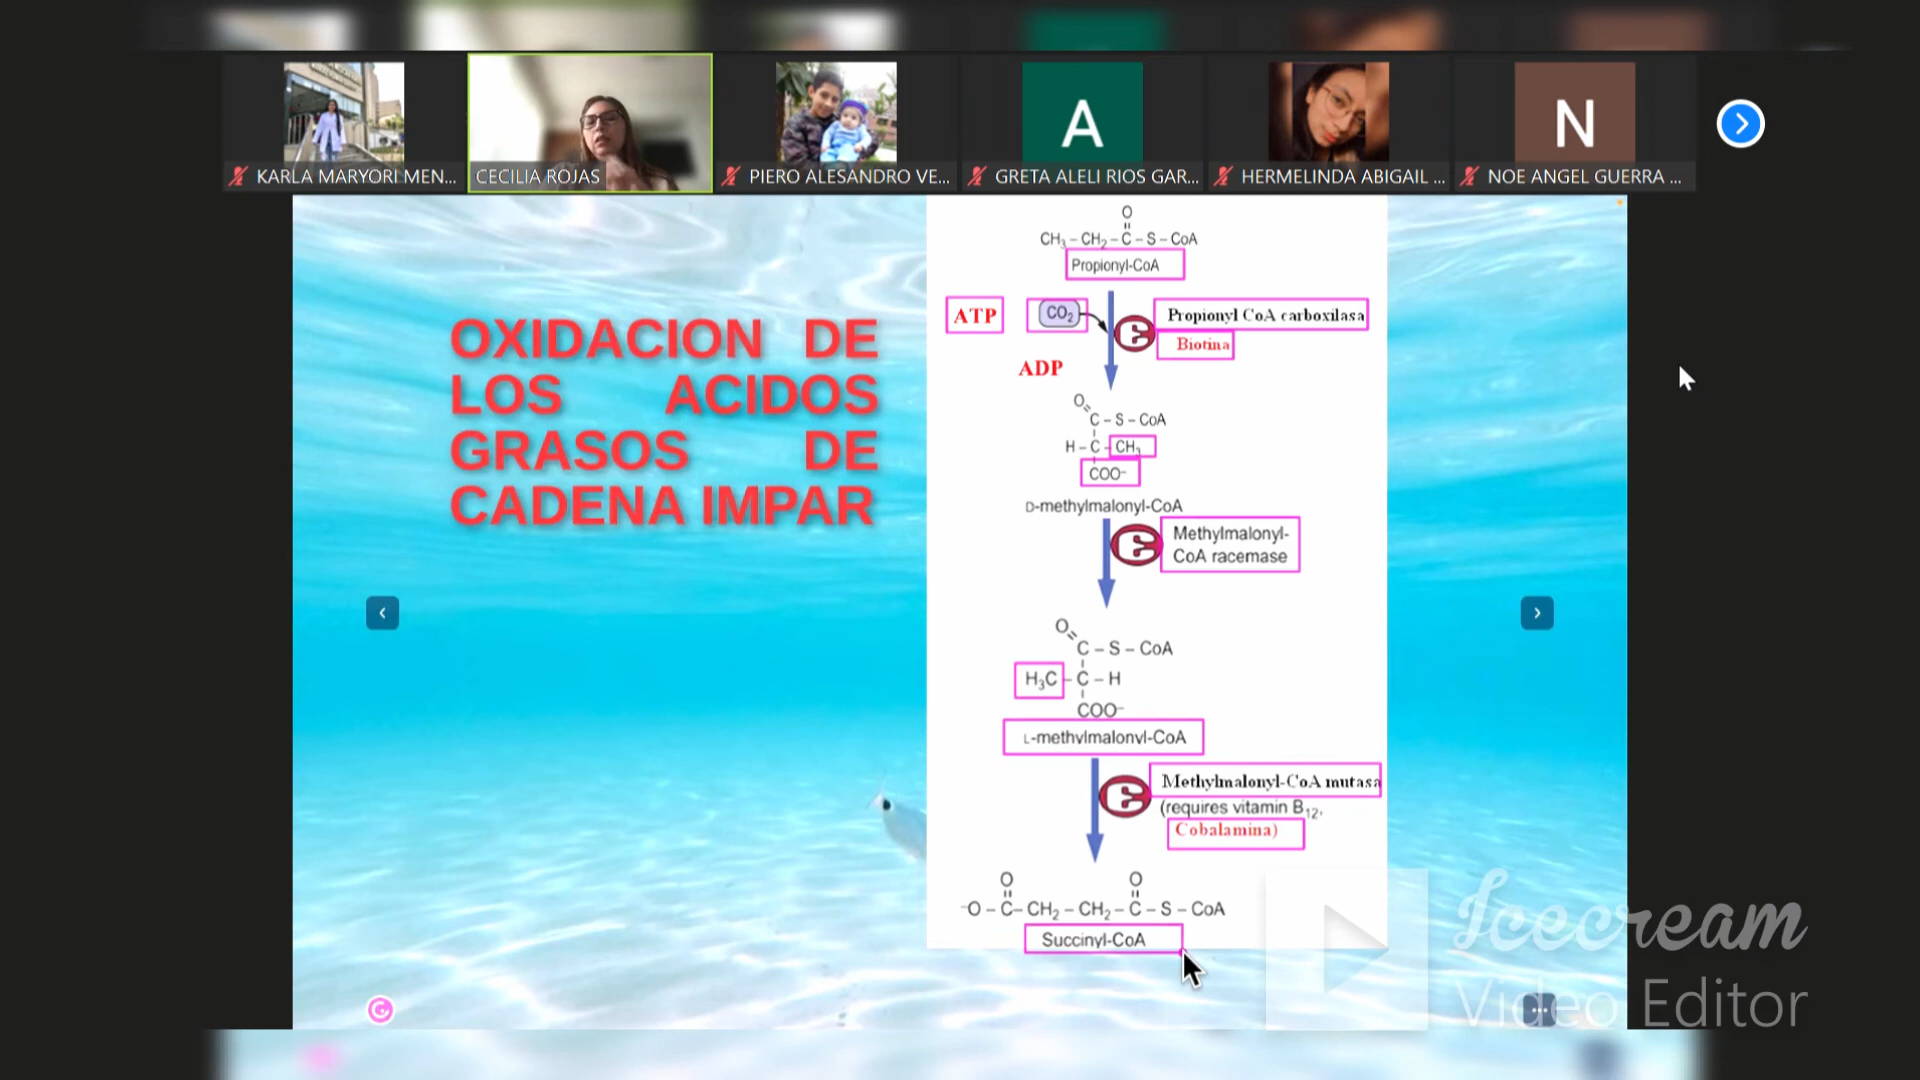 KARLA MARYORI MEN...
CECILIA ROJAS
PIERO ALESANDRO VE...
A
GRETA ALELI RIOS GAR...
HERMELINDA ABIGAIL ...
N
NOE ANGEL GUERRA ...
OXIDACION DE
LOS ACIDOS
GRASOS DE
CADENA IMPAR
O
CH3 – CH2 – C – S – CoA
Propionyl-CoA
ATP
CO2
Propionyl CoA carboxilasa
Biotina
ADP
O
C – S – CoA
H – C – CH3
COO−
D-methylmalonyl-CoA
Methylmalonyl-
CoA racemase
O
C – S – CoA
H3C – C – H
COO−
L-methylmalonyl-CoA
Methylmalonyl-CoA mutasa
(requires vitamin B12,
Cobalamina)
O O
−O – C – CH2 – CH2 – C – S – CoA
Succinyl-CoA
Icecream
Video Editor